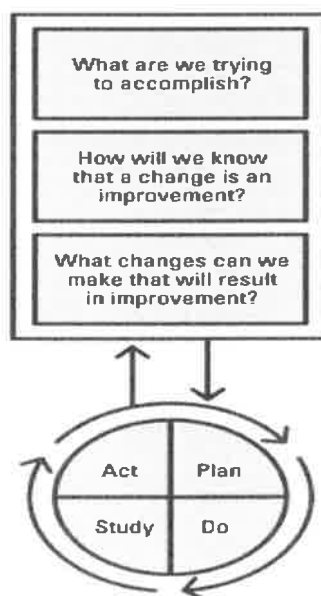 What are we trying
to accomplish?
How will we know
that a change is an
improvement?
What changes can we
make that will result
in improvement?
Act Plan
Study Do